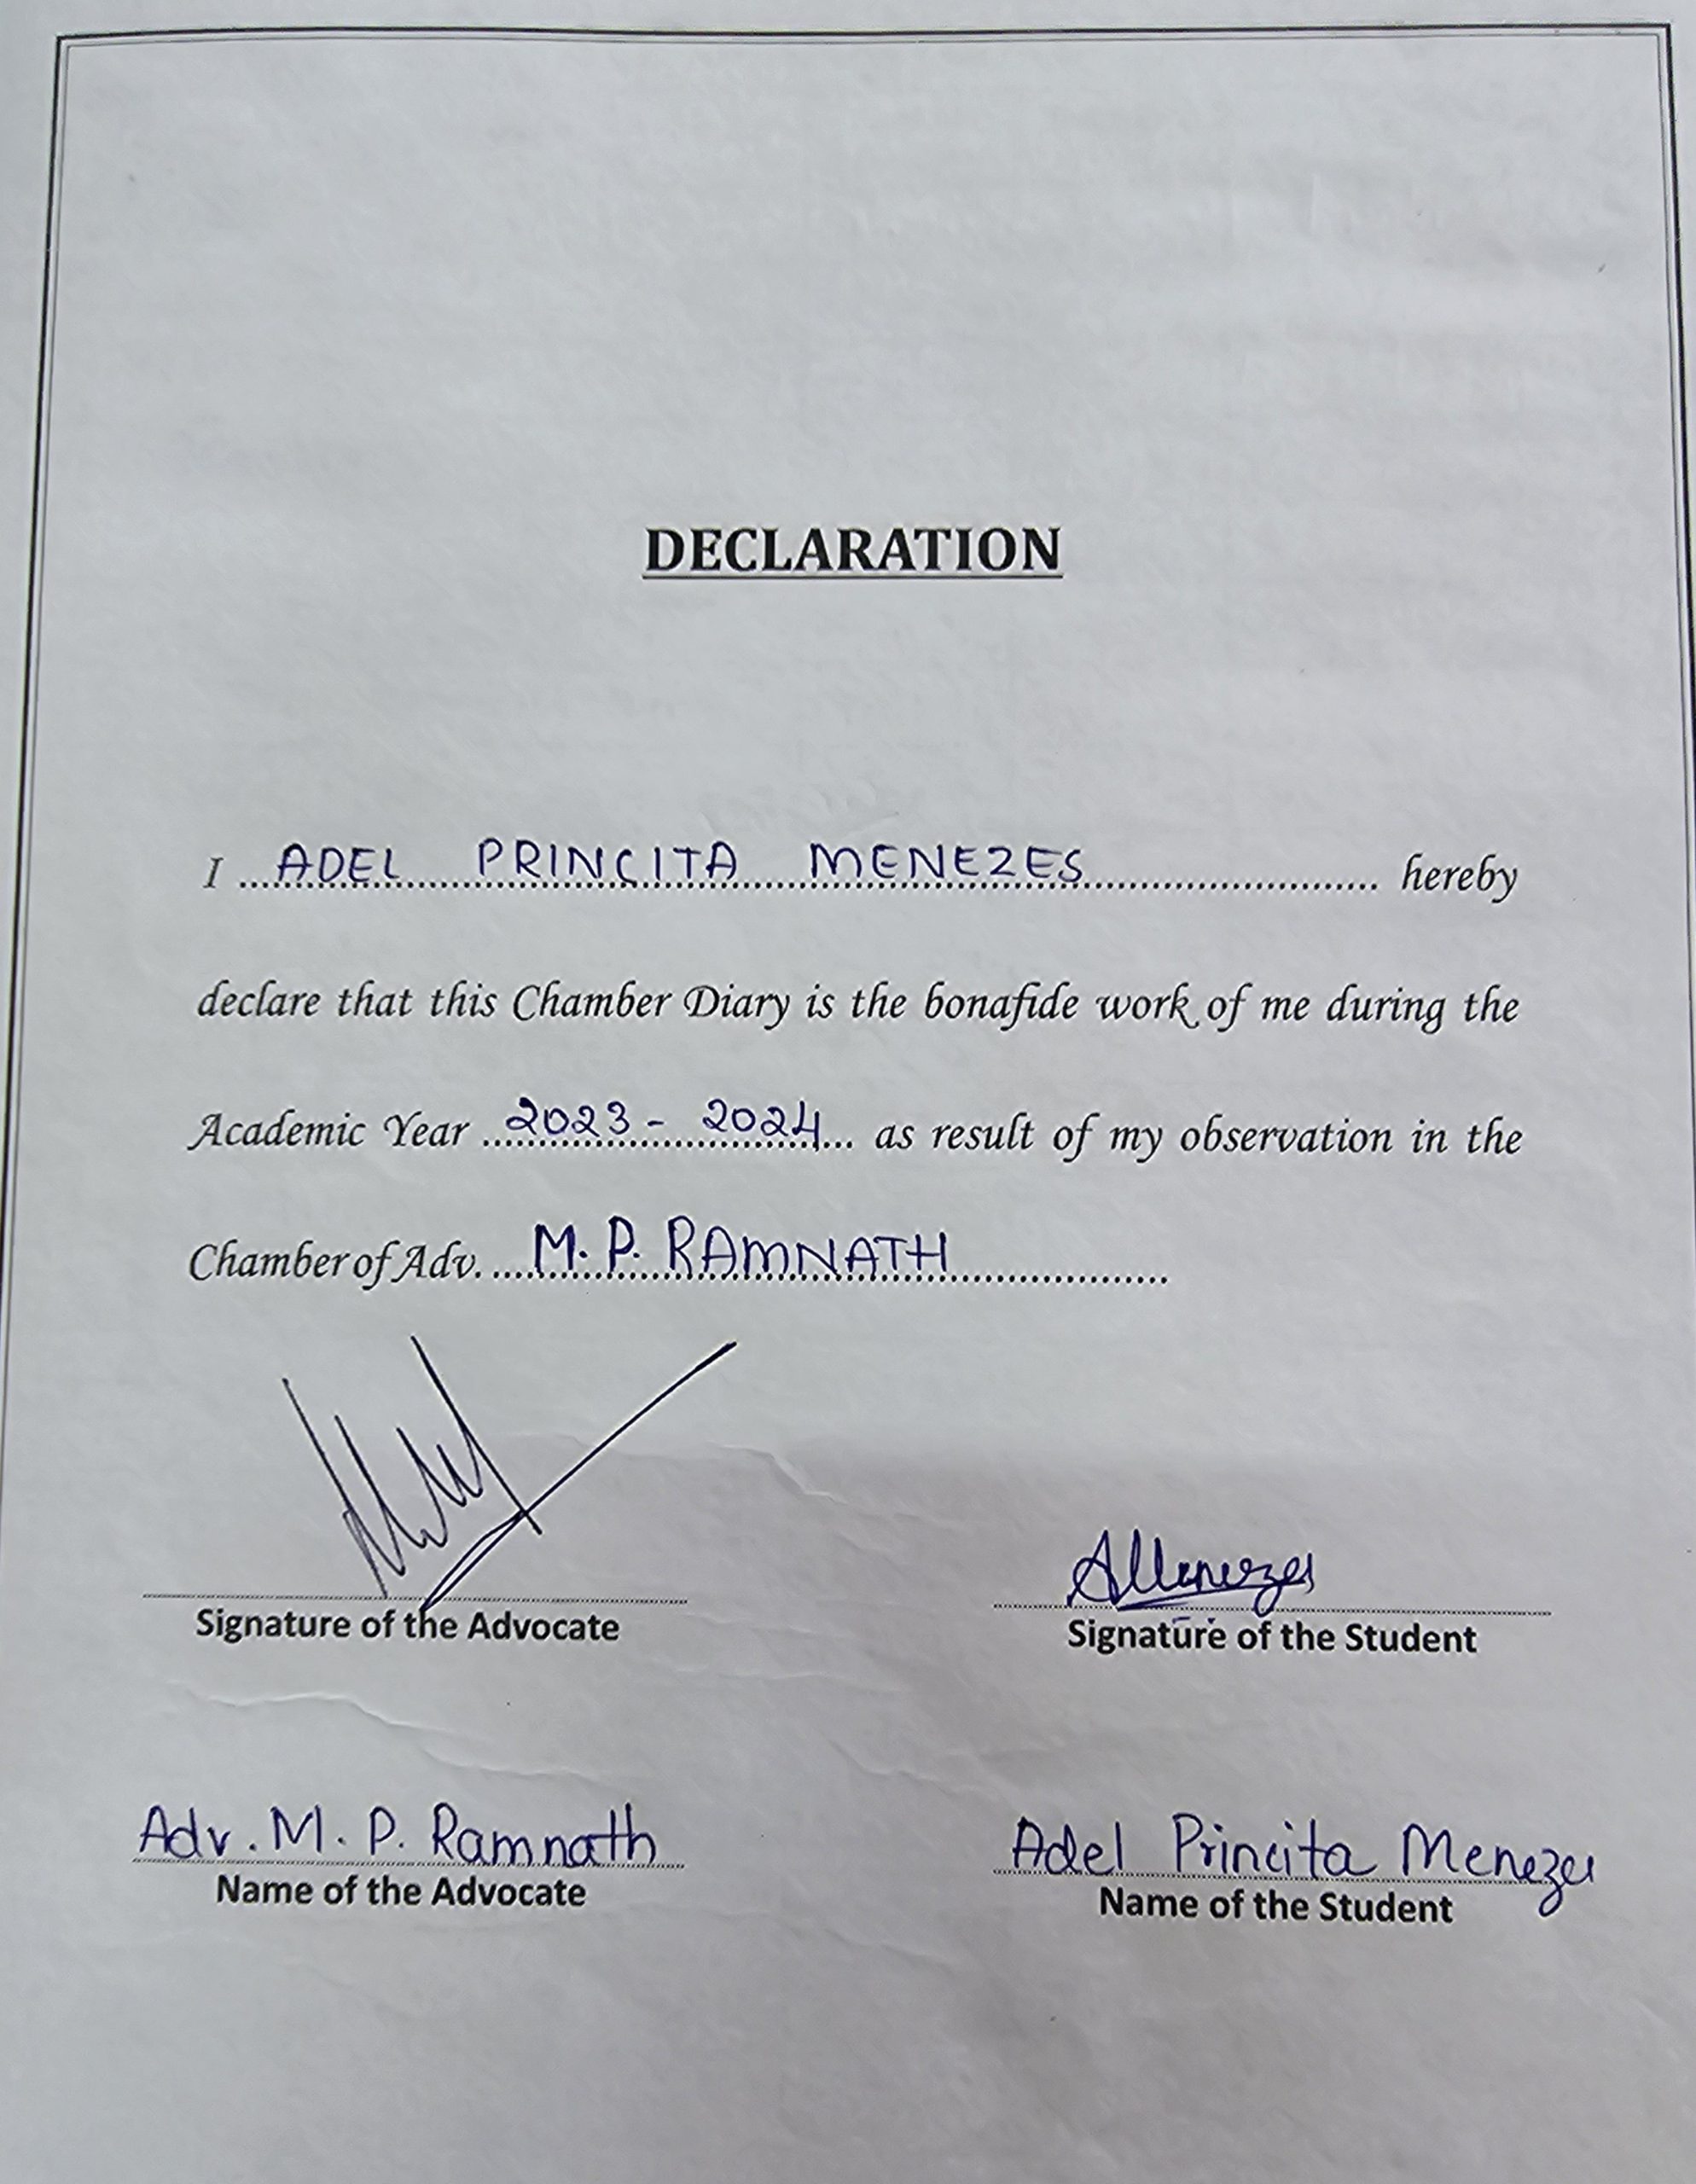 DECLARATION
I ADEL PRINCITA MENEZES hereby
declare that this Chamber Diary is the bonafide work of me during the
Academic Year 2023 - 2024 as result of my observation in the
Chamber of Adv. M. P. RAMNATH
AMenezes
Signature of the Advocate Signature of the Student
Adv. M. P. Ramnath Adel Princita Menezes
Name of the Advocate Name of the Student